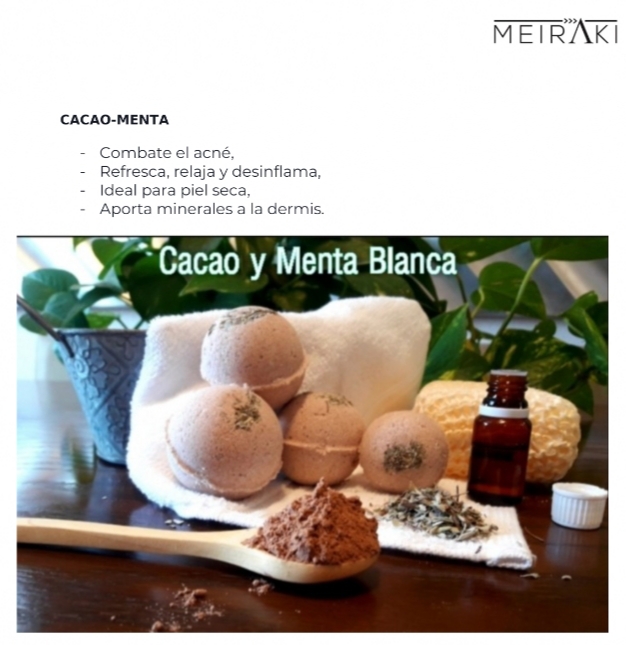 MEIRAKI
CACAO-MENTA
- Combate el acné,
- Refresca, relaja y desinflama,
- Ideal para piel seca,
- Aporta minerales a la dermis.
Cacao y Menta Blanca